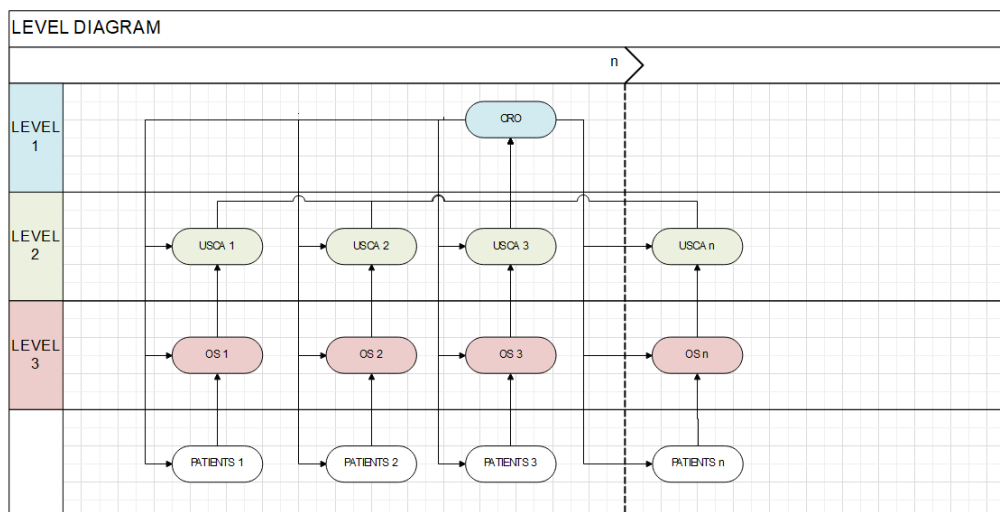 LEVEL DIAGRAM
n
LEVEL
1
CRO
LEVEL
2
USCA 1
USCA 2
USCA 3
USCA n
LEVEL
3
OS 1
OS 2
OS 3
OS n
PATIENTS 1
PATIENTS 2
PATIENTS 3
PATIENTS n